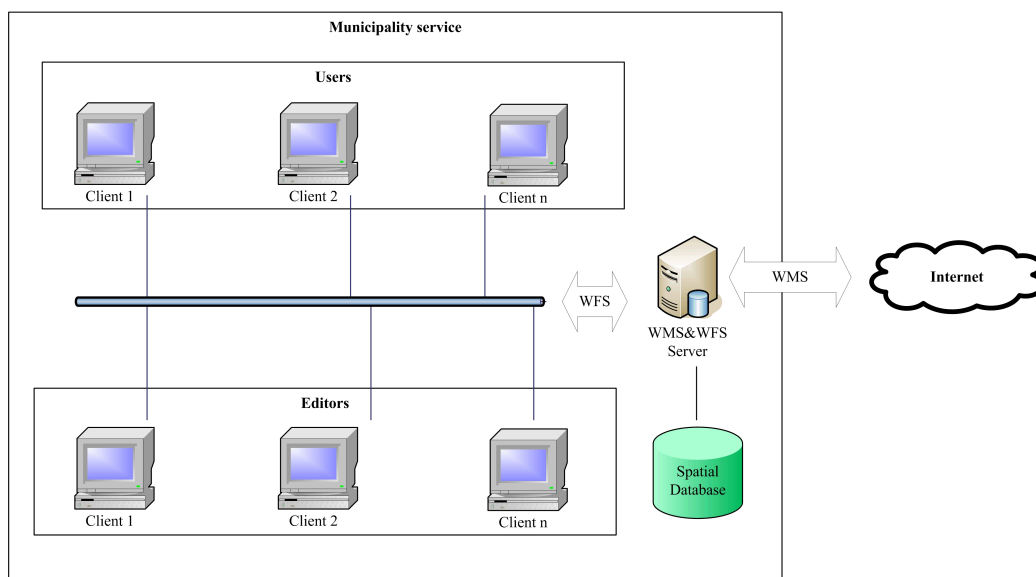 Municipality service
Users
Client 1
Client 2
Client n
WFS
WMS&WFS
Server
WMS
Internet
Editors
Client 1
Client 2
Client n
Spatial
Database